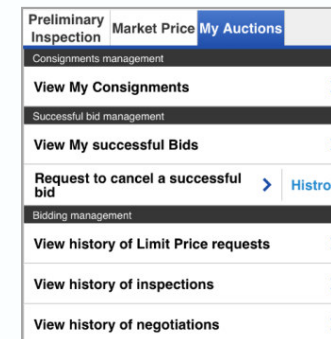 Preliminary
Inspection
Market Price
My Auctions
Consignments management
View My Consignments
Successful bid management
View My successful Bids
Request to cancel a successful
bid
Histro
Bidding management
View history of Limit Price requests
View history of inspections
View history of negotiations